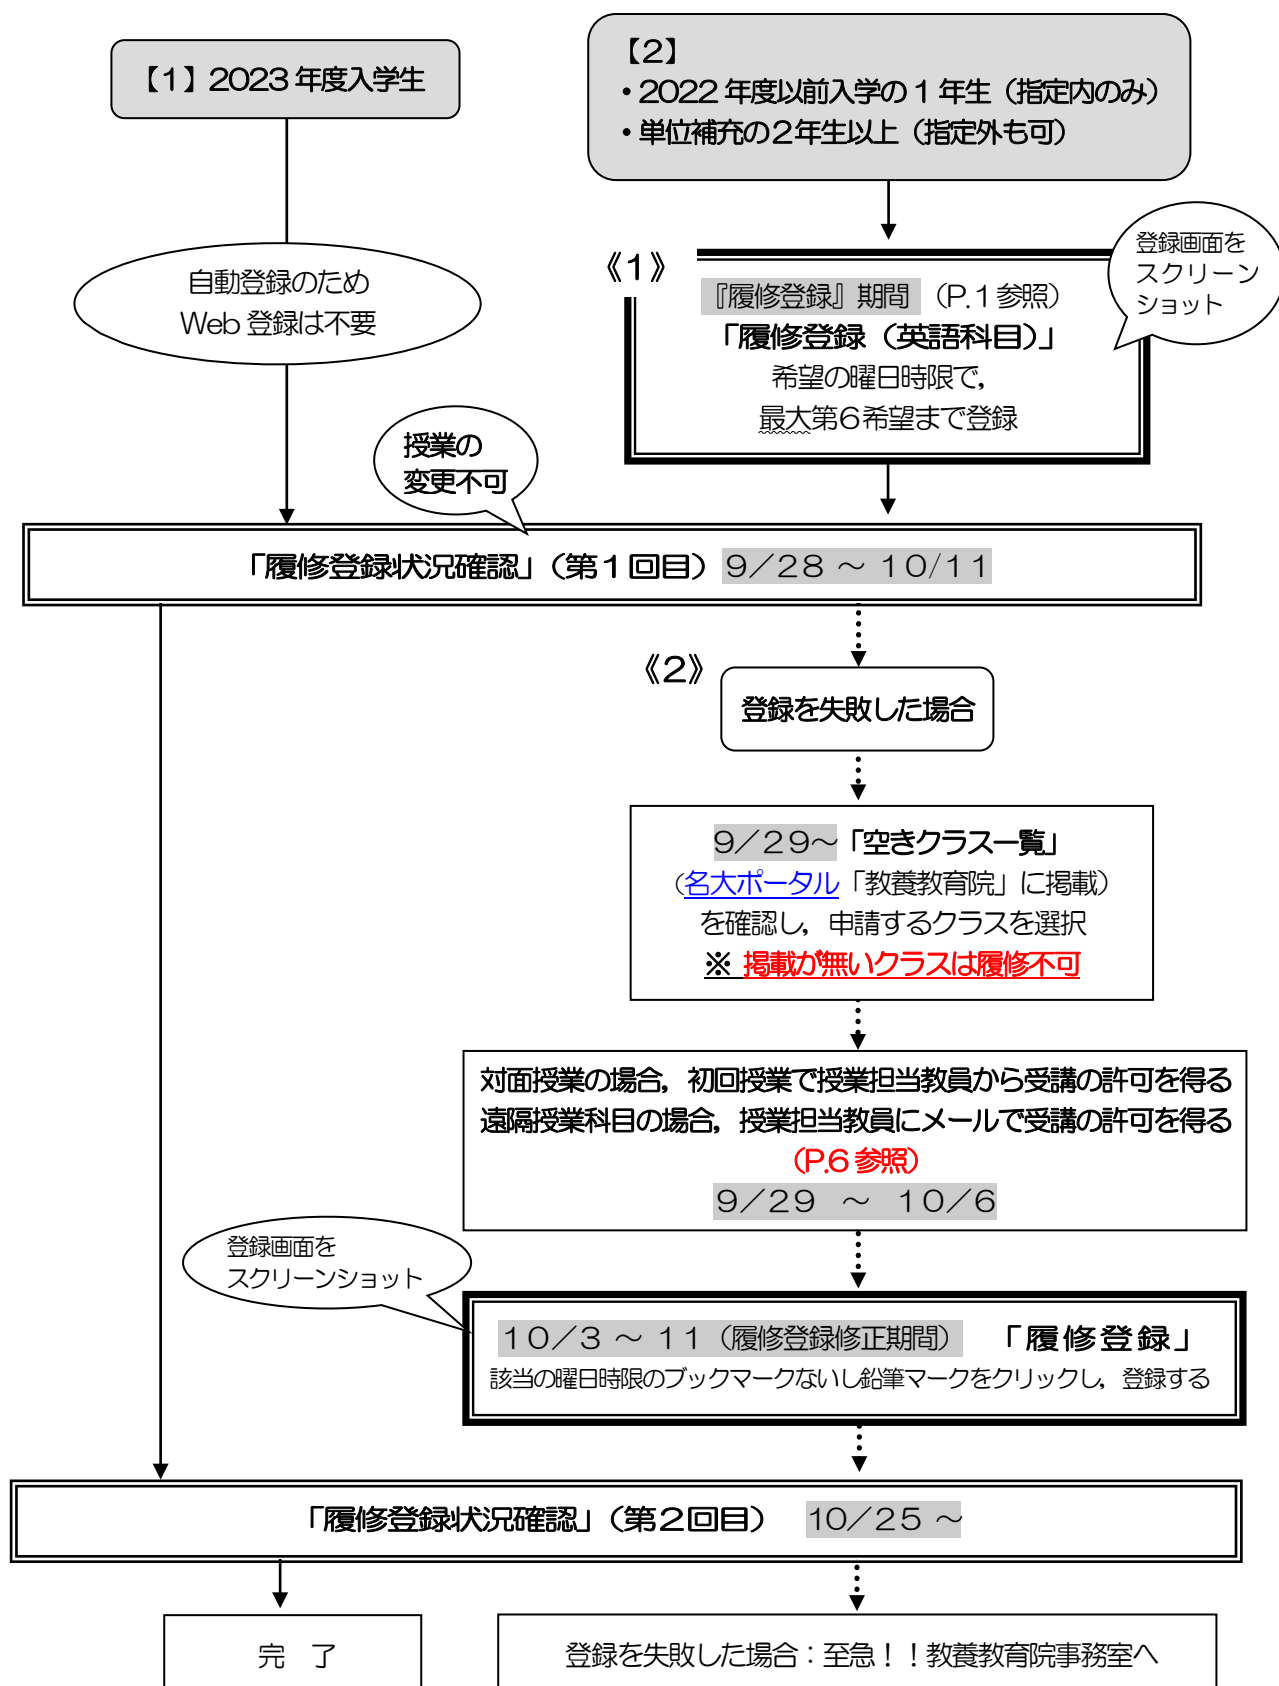 【１】２０２３年度入学生
【２】
・２０２２年度以前入学の１年生（指定内のみ）
・単位補充の２年生以上（指定外も可）
自動登録のため
Web 登録は不要
《１》
登録画面を
スクリーン
ショット
『履修登録』期間 （P.１参照）
「履修登録（英語科目）」
希望の曜日時限で，
最大第６希望まで登録
授業の
変更不可
「履修登録状況確認」（第１回目） ９／２８ ～ １０/１１
《２》
登録を失敗した場合
９／２９～「空きクラス一覧」
（名大ポータル「教養教育院」に掲載）
を確認し，申請するクラスを選択
※ 掲載が無いクラスは履修不可
対面授業の場合，初回授業で授業担当教員から受講の許可を得る
遠隔授業科目の場合，授業担当教員にメールで受講の許可を得る
（P.６参照）
９／２９ ～ １０／６
登録画面を
スクリーンショット
１０／３ ～ １１（履修登録修正期間） 「履修登録」
該当の曜日時限のブックマークないし鉛筆マークをクリックし，登録する
「履修登録状況確認」（第２回目） １０／２５ ～
完 了
登録を失敗した場合：至急！！教養教育院事務室へ